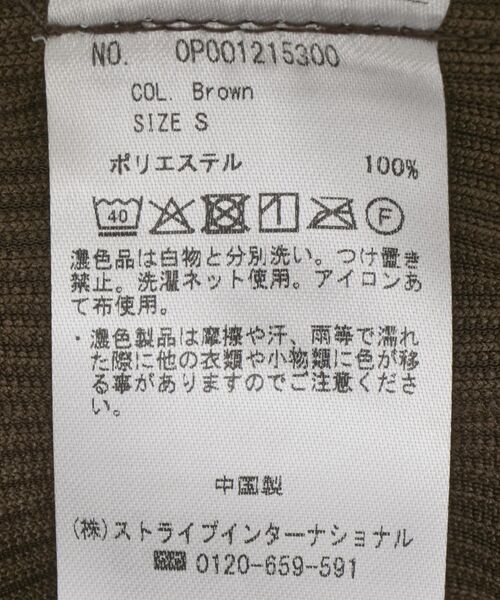 NO. OP001215300
COL. Brown
SIZE S
ポリエステル 100%
40 F
濃色品は白物と分別洗い。つけ置き
禁止。洗濯ネット使用。アイロンあ
て布使用。
・濃色製品は摩擦や汗、雨等で濡れ
た際に他の衣類や小物類に色が移
る事がありますのでご注意くださ
い。
中国製
(株)ストライプインターナショナル
0120-659-591